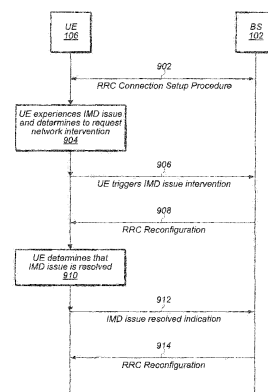 UE
106
BS
102
902
RRC Connection Setup Procedure
UE experiences IMD issue
and determines to request
network intervention
904
906
UE triggers IMD issue intervention
908
RRC Reconfiguration
UE determines that
IMD issue is resolved
910
912
IMD issue resolved indication
914
RRC Reconfiguration